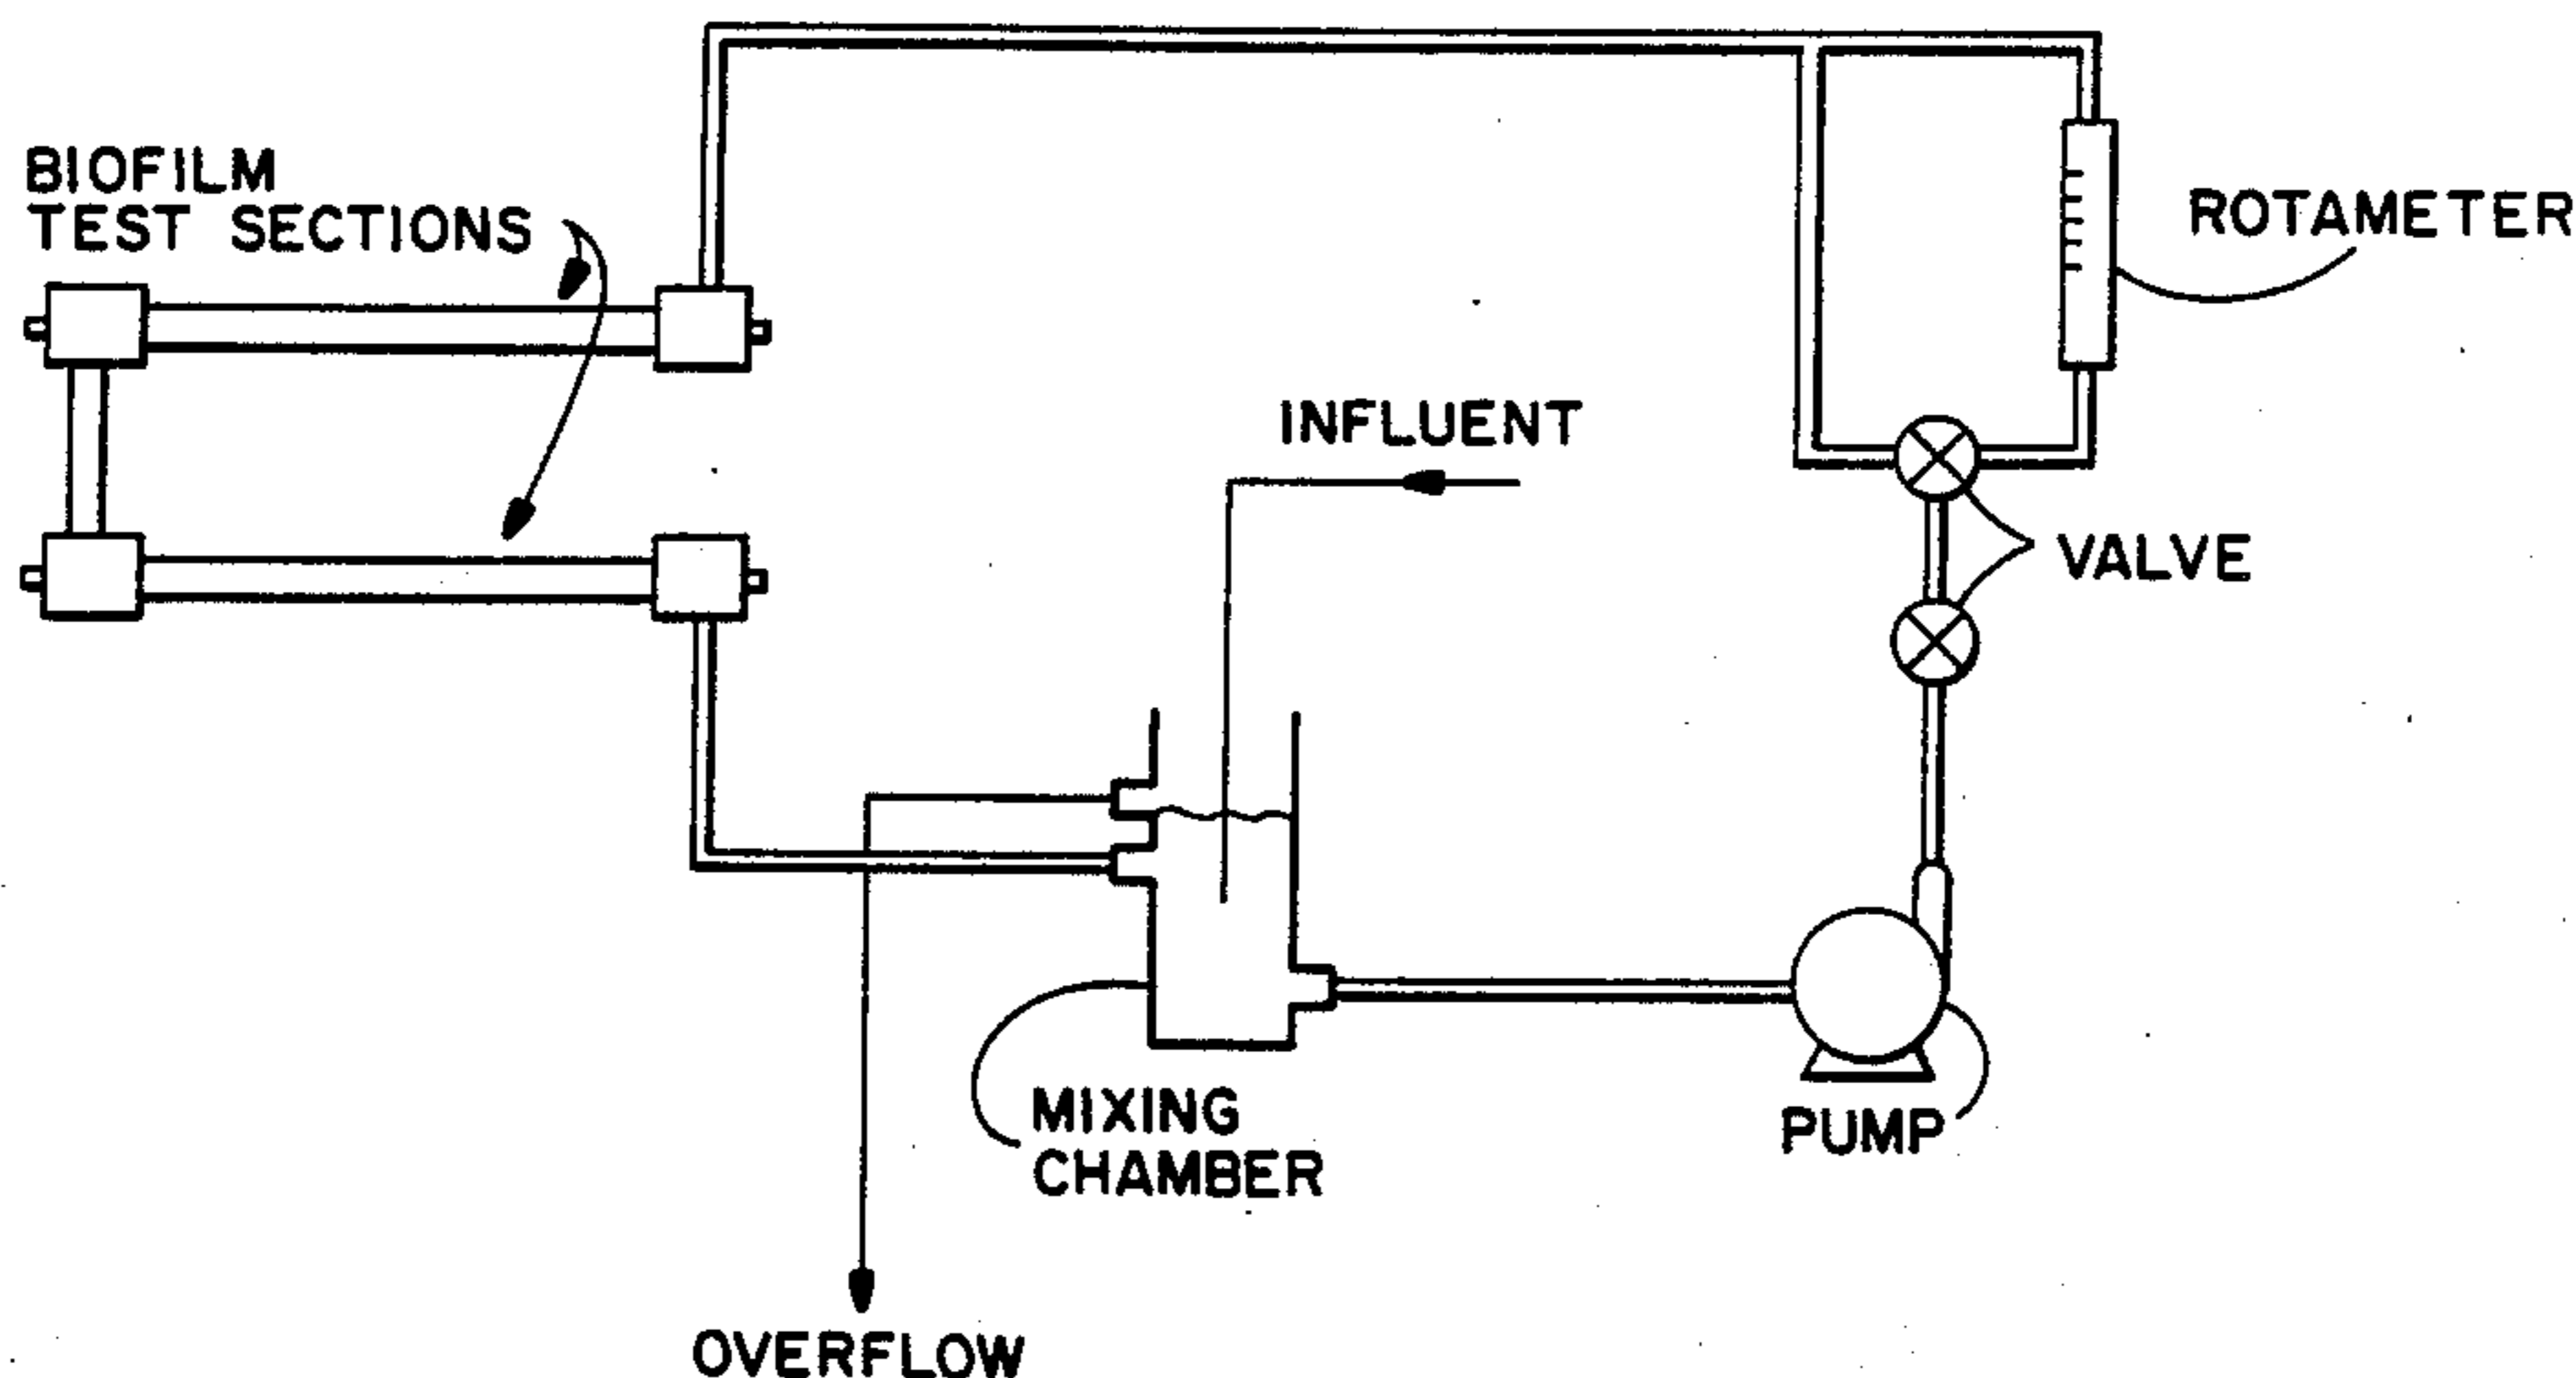 BIOFILM
TEST SECTIONS
ROTAMETER
INFLUENT
VALVE
MIXING
CHAMBER
PUMP
OVERFLOW